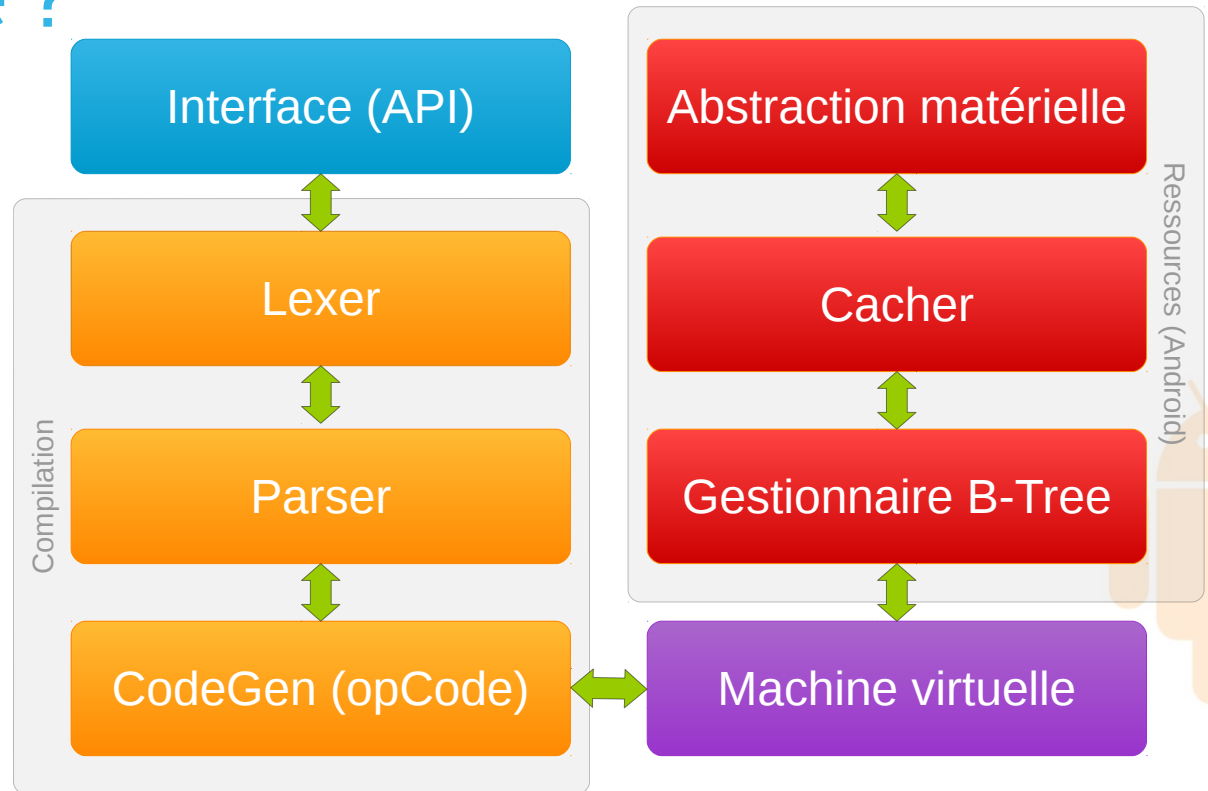 ?
Interface (API)
Lexer
Parser
CodeGen (opCode)
Compilation
Abstraction matérielle
Cacher
Gestionnaire B-Tree
Machine virtuelle
Ressources (Android)